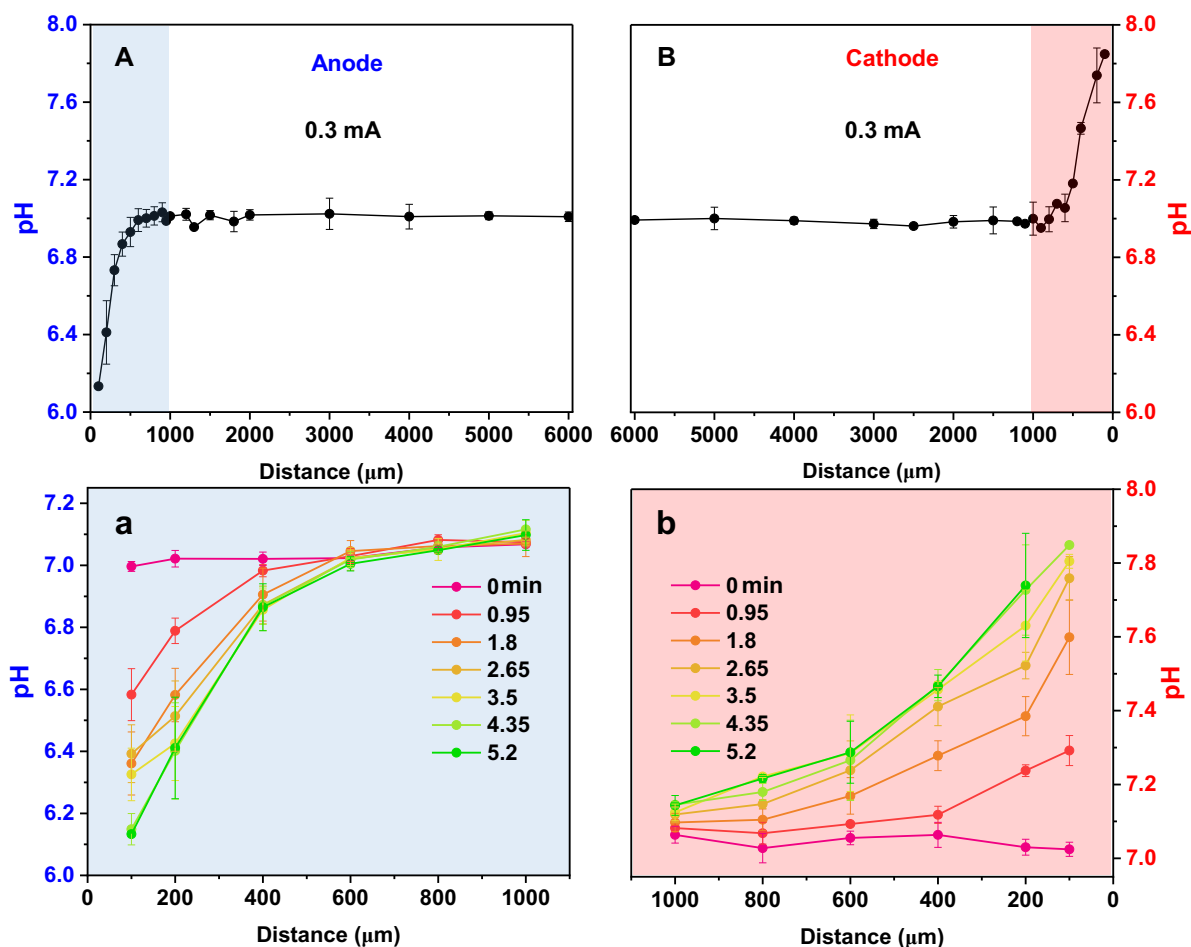 A
Anode
0.3 mA
pH
8.0
7.6
7.2
6.8
6.4
6.0
0 1000 2000 3000 4000 5000 6000
Distance (μm)
B
Cathode
0.3 mA
pH
8.0
7.6
7.2
6.8
6.4
6.0
6000 5000 4000 3000 2000 1000 0
Distance (μm)
a
pH
7.2
7.0
6.8
6.6
6.4
6.2
6.0
0 min
0.95
1.8
2.65
3.5
4.35
5.2
0 200 400 600 800 1000
Distance (μm)
b
pH
8.0
7.8
7.6
7.4
7.2
7.0
0 min
0.95
1.8
2.65
3.5
4.35
5.2
1000 800 600 400 200 0
Distance (μm)